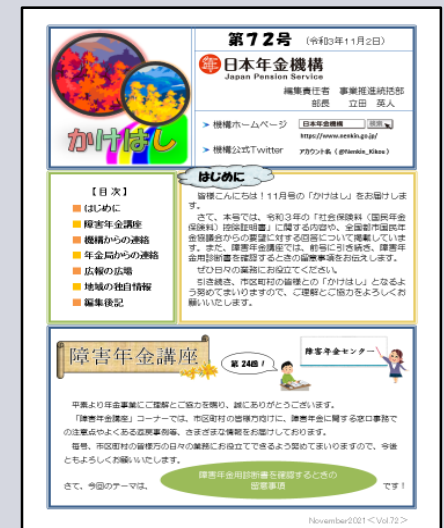 第72号 (令和3年11月2日)
日本年金機構
Japan Pension Service
編集責任者 事業推進統括部
部長 立田 英人
➤ 機構ホームページ 日本年金機構 検索
https://www.nenkin.go.jp/
➤ 機構公式Twitter アカウント名(@Nenkin_Kikou)
かけはし
【目次】
はじめに
障害年金講座
機構からの連絡
年金局からの連絡
広報の広場
地域の独自情報
編集後記
はじめに
皆様こんにちは!11月号の「かけはし」をお届けしま
す。
さて、本号では、令和3年の「社会保険料(国民年金
保険料)控除証明書」に関する内容や、全国都市国民年
金協議会からの要望に対する回答について掲載していま
す。また、障害年金講座では、前号に引き続き、障害年
金用診断書を確認するときの留意事項をお伝えします。
ぜひ日々の業務にお役立てください。
引き続き、市区町村の皆様との「かけはし」となるよ
う努めてまいりますので、ご理解とご協力をよろしくお
願いいたします。
障害年金講座
第 24回!
障害年金センター
平素より年金事業にご理解とご協力を賜り、誠にありがとうございます。
「障害年金講座」コーナーでは、市区町村の皆様方向けに、障害年金に関する窓口事務で
の注意点やよくある返戻事例等、さまざまな情報をお届けしております。
毎号、市区町村の皆様方の日々の業務にお役立てできるよう努めてまいりますので、今後
ともよろしくお願いいたします。
さて、今回のテーマは、
障害年金用診断書を確認するときの
留意事項
です!
November2021<Vol.72>